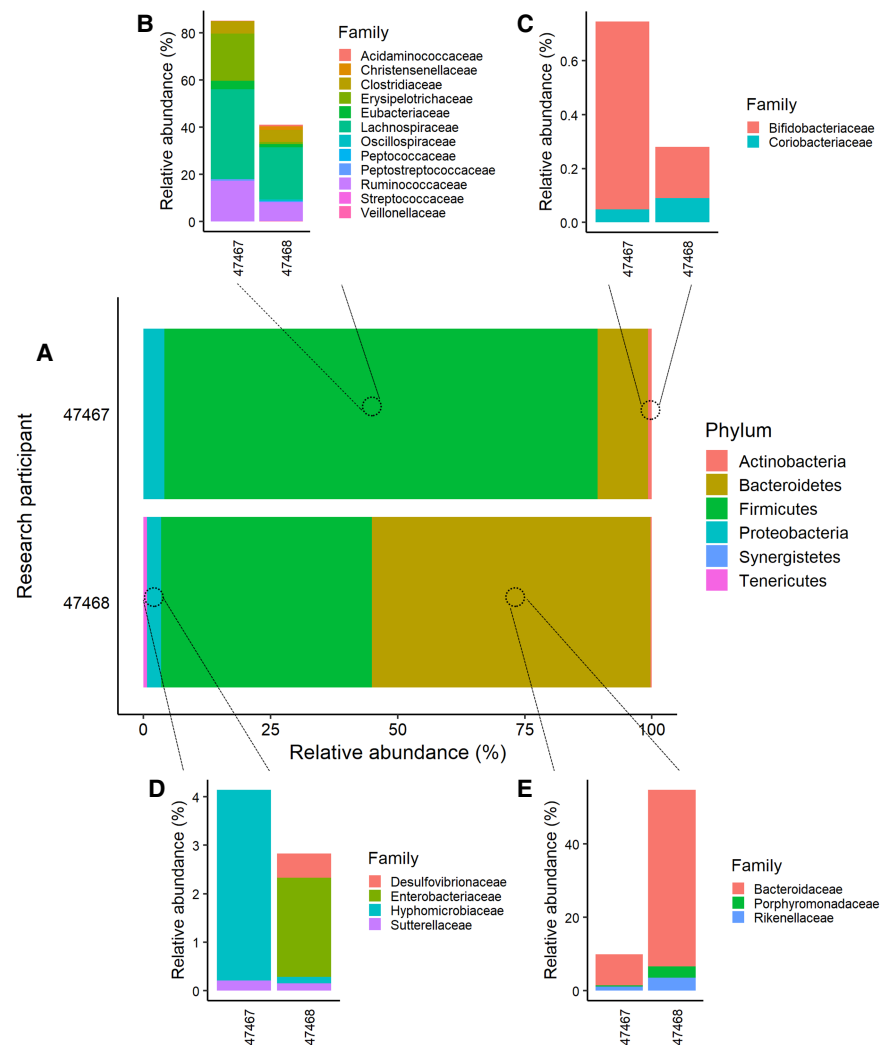 B
Relative abundance (%)
80
60
40
20
0
47467
47468
Family
Acidaminococcaceae
Christensenellaceae
Clostridiaceae
Erysipelotrichaceae
Eubacteriaceae
Lachnospiraceae
Oscillospiraceae
Peptococcaceae
Peptostreptococcaceae
Ruminococcaceae
Streptococcaceae
Veillonellaceae
C
Relative abundance (%)
0.6
0.4
0.2
0.0
47467
47468
Family
Bifidobacteriaceae
Coriobacteriaceae
A
Research participant
47467
47468
0
25
50
75
100
Relative abundance (%)
Phylum
Actinobacteria
Bacteroidetes
Firmicutes
Proteobacteria
Synergistetes
Tenericutes
D
Relative abundance (%)
4
3
2
1
0
47467
47468
Family
Desulfovibrionaceae
Enterobacteriaceae
Hyphomicrobiaceae
Sutterellaceae
E
Relative abundance (%)
40
20
0
47467
47468
Family
Bacteroidaceae
Porphyromonadaceae
Rikenellaceae